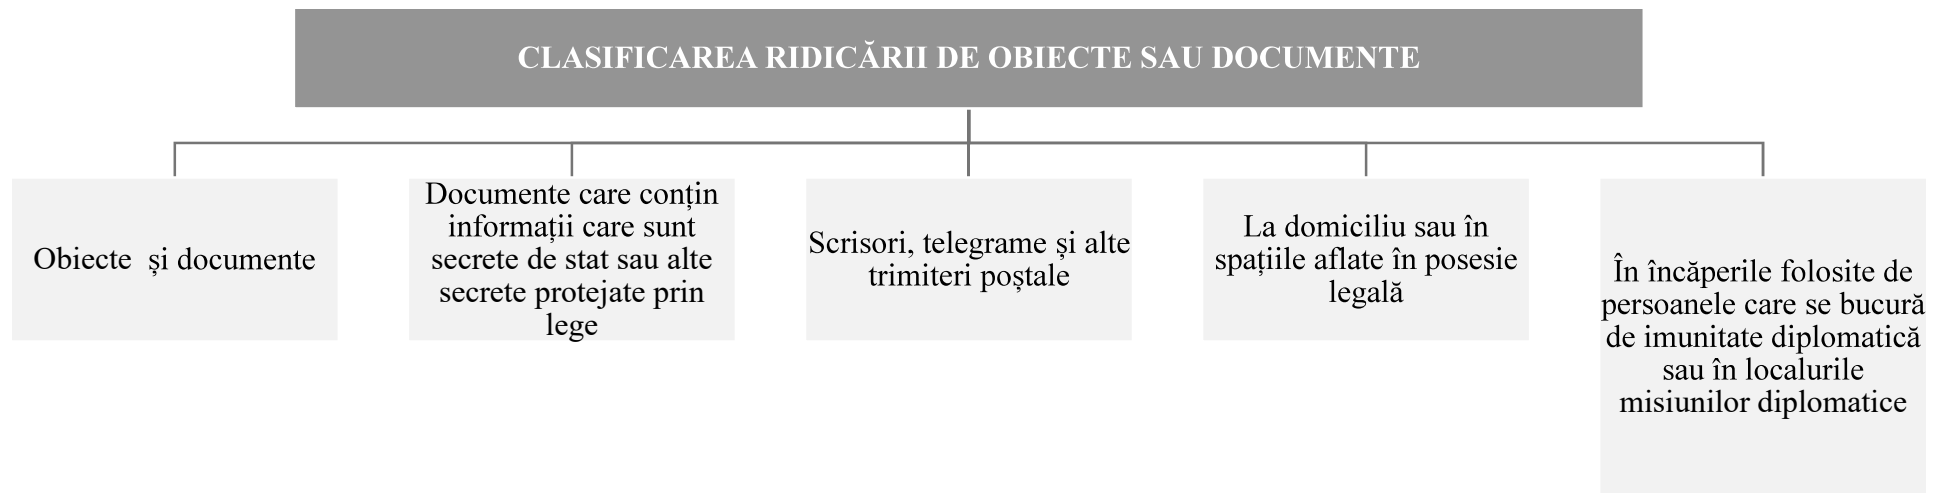 CLASIFICAREA RIDICĂRII DE OBIECTE SAU DOCUMENTE
Obiecte  și documente
Documente care conțin
informații care sunt
secrete de stat sau alte
secrete protejate prin
lege
Scrisori, telegrame și alte
trimiteri poștale
La domiciliu sau în
spațiile aflate în posesie
legală
În încăperile folosite de
persoanele care se bucură
de imunitate diplomatică
sau în localurile
misiunilor diplomatice